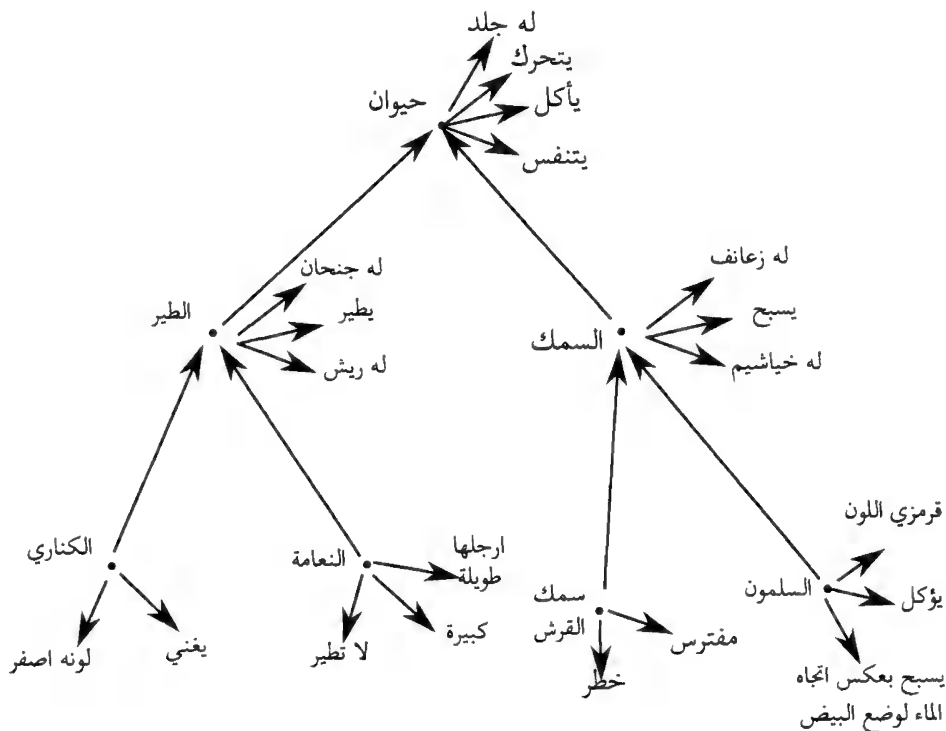 له جلد
يتحرك
حيوان
يأكل
يتنفس
له زعانف
له جنحان
الطير
يطير
يسبح
السمك
له ريش
له خياشيم
قرمزي اللون
الكناري
النعامة
ارجلها
طويلة
سمك
القرش
السلمون
يؤكل
لونه اصفر
يغني
لا تطير
كبيرة
مفترس
خطر
يسبح بعكس اتجاه
الماء لوضع البيض